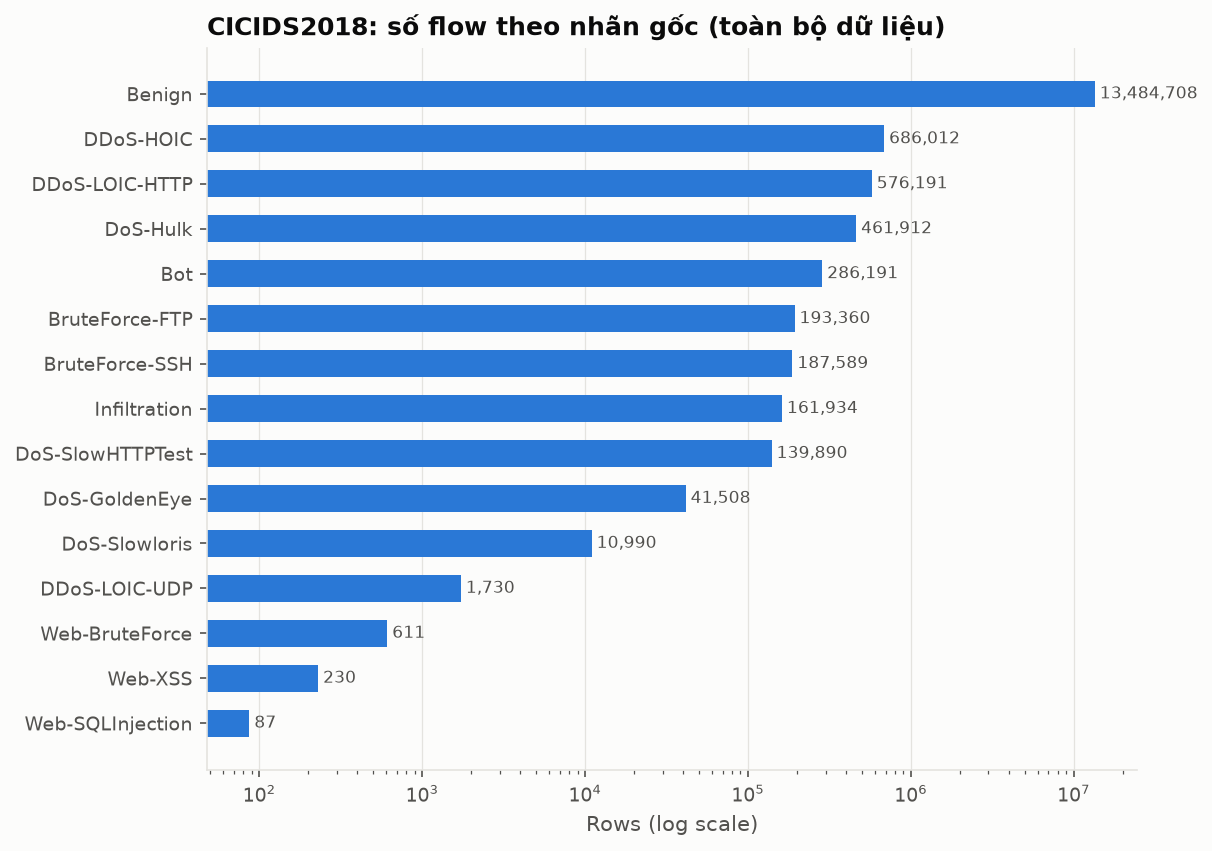 CICIDS2018: số flow theo nhãn gốc (toàn bộ dữ liệu)
Benign 13,484,708
DDoS-HOIC 686,012
DDoS-LOIC-HTTP 576,191
DoS-Hulk 461,912
Bot 286,191
BruteForce-FTP 193,360
BruteForce-SSH 187,589
Infiltration 161,934
DoS-SlowHTTPTest 139,890
DoS-GoldenEye 41,508
DoS-Slowloris 10,990
DDoS-LOIC-UDP 1,730
Web-BruteForce 611
Web-XSS 230
Web-SQLInjection 87
10² 10³ 10⁴ 10⁵ 10⁶ 10⁷
Rows (log scale)